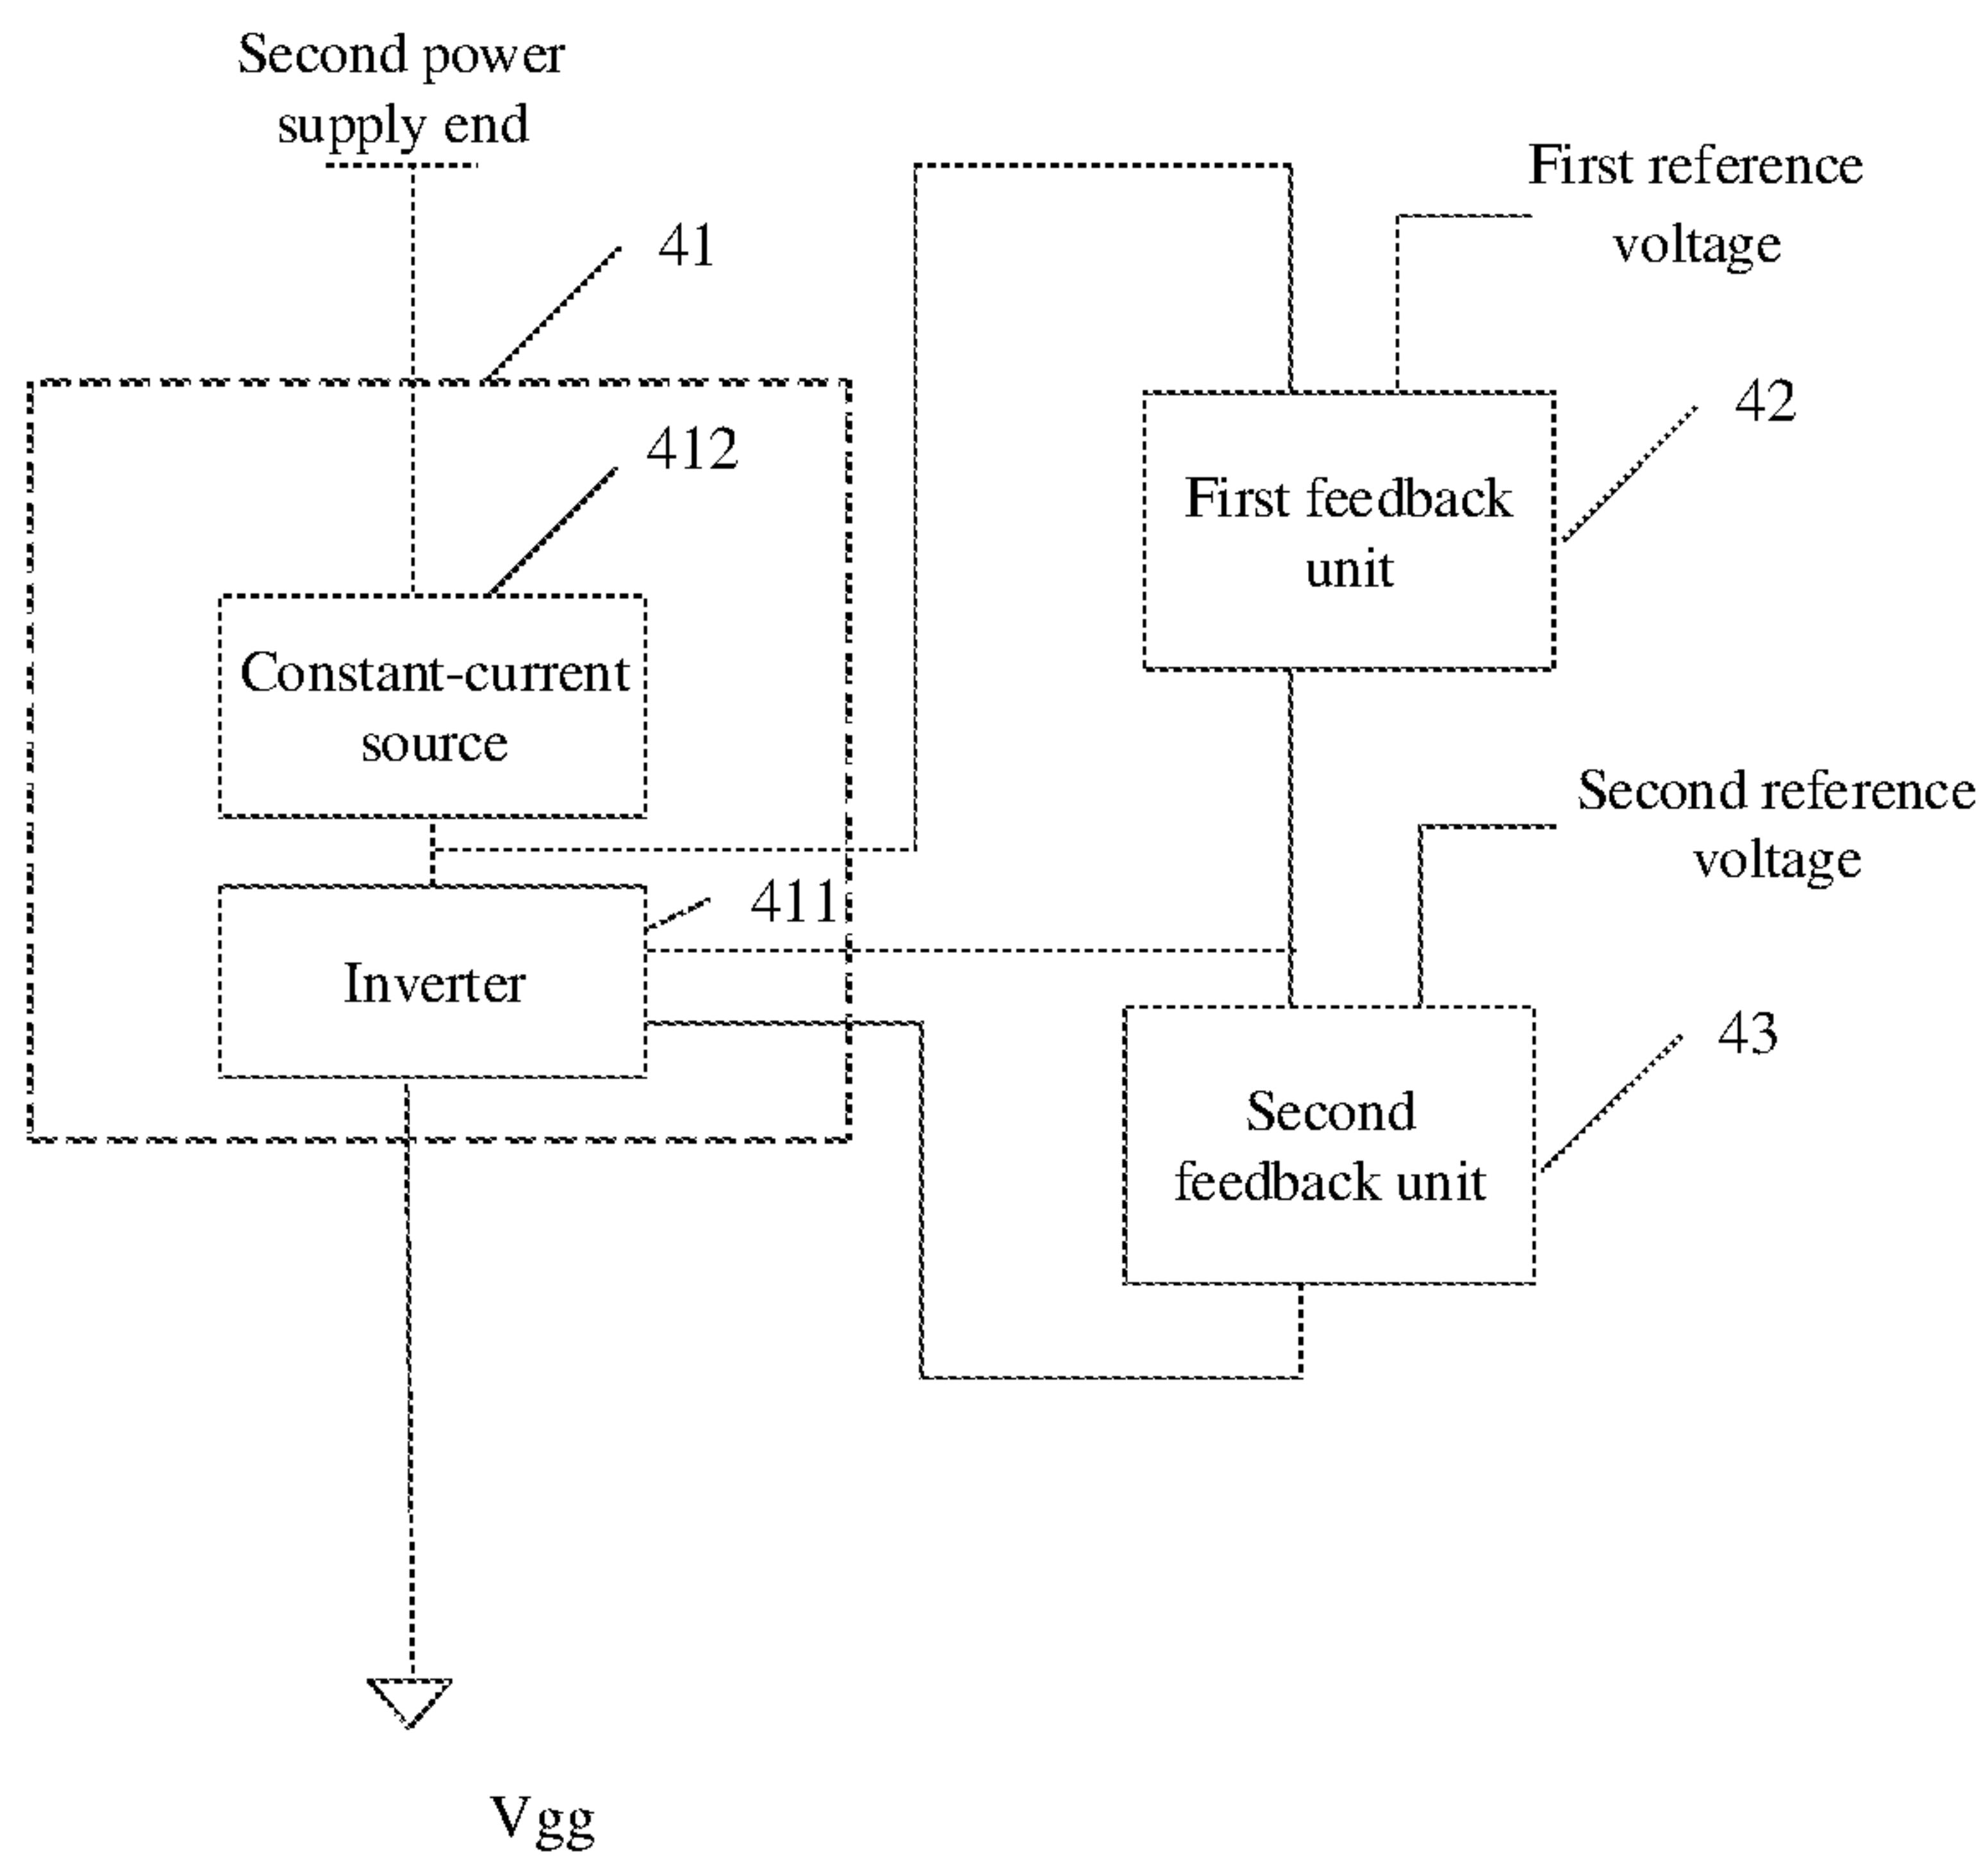 Second power
supply end
41
First reference
voltage
42
412
First feedback
unit
Constant-current
source
Second reference
voltage
411
Inverter
43
Second
feedback unit
Vgg